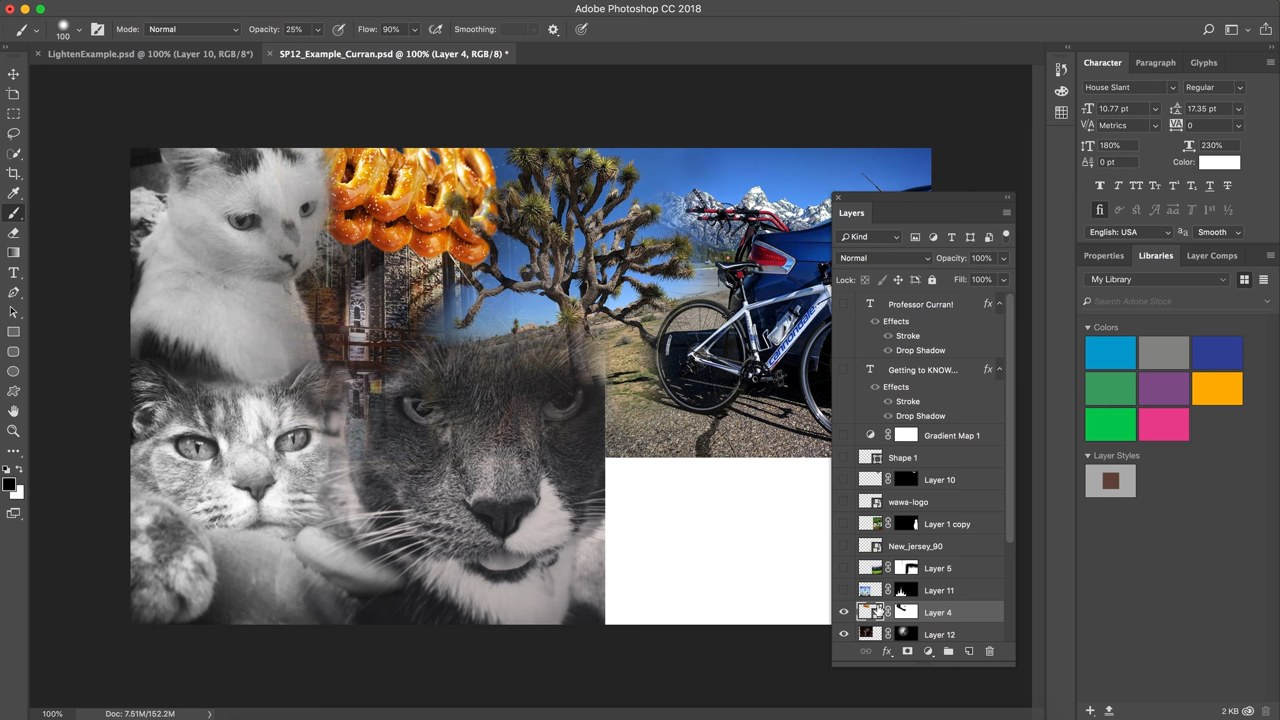 Adobe Photoshop CC 2018
100 Mode: Normal Opacity: 25% Flow: 90% Smoothing:
LightenExample.psd @ 100% (Layer 10, RGB/8*) SP12_Example_Curran.psd @ 100% (Layer 4, RGB/8) *
Character Paragraph Glyphs
House Slant Regular
10.77 pt 17.35 pt
Metrics 0
180% 230%
0 pt Color:
English: USA Smooth
Properties Libraries Layer Comps
My Library
Search Adobe Stock
Colors
Layer Styles
2 KB
Layers
Kind
Normal Opacity: 100%
Lock: Fill: 100%
Professor Curran! fx
Effects
Stroke
Drop Shadow
Getting to KNOW... fx
Effects
Stroke
Drop Shadow
Gradient Map 1
Shape 1
Layer 10
wawa-logo
Layer 1 copy
New_jersey_90
Layer 5
Layer 11
Layer 4
Layer 12
fx
cannondale
100% Doc: 7.51M/152.2M